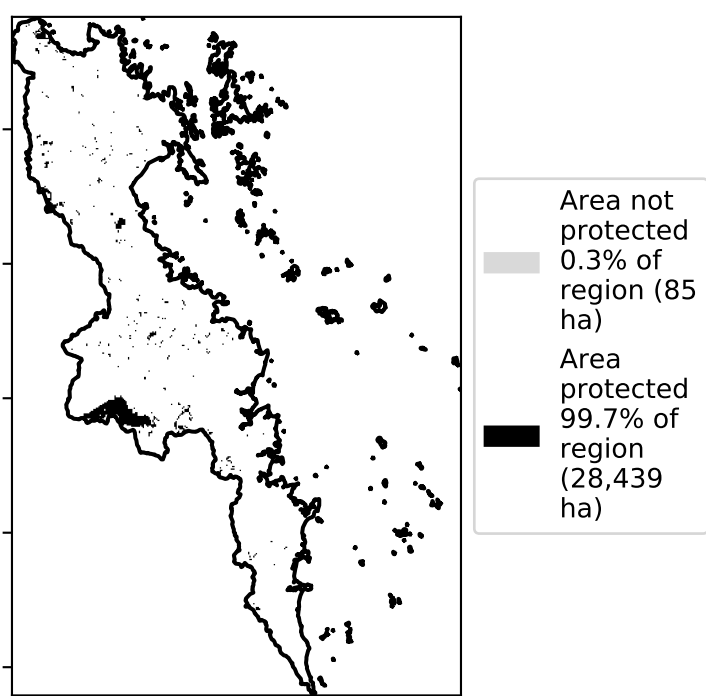 Area not
protected
0.3% of
region (85
ha)
Area
protected
99.7% of
region
(28,439
ha)